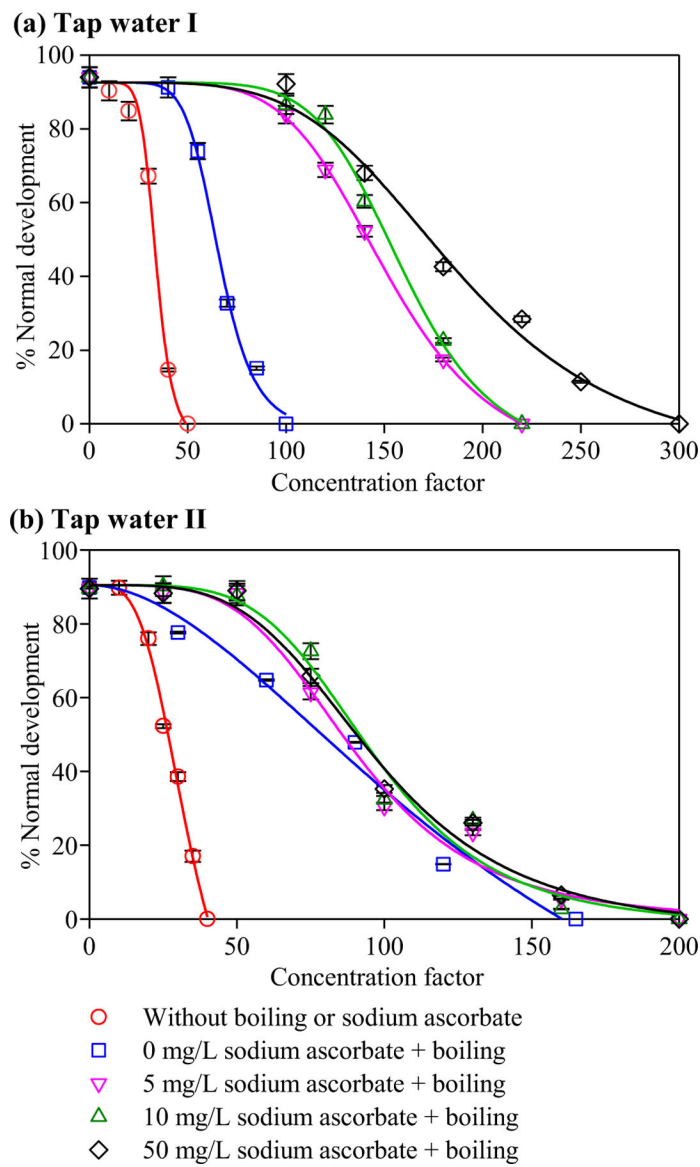 (a) Tap water I
100
80
60
40
20
0
% Normal development
0 50 100 150 200 250 300
Concentration factor
(b) Tap water II
100
80
60
40
20
0
% Normal development
0 50 100 150 200
Concentration factor
Without boiling or sodium ascorbate
0 mg/L sodium ascorbate + boiling
5 mg/L sodium ascorbate + boiling
10 mg/L sodium ascorbate + boiling
50 mg/L sodium ascorbate + boiling